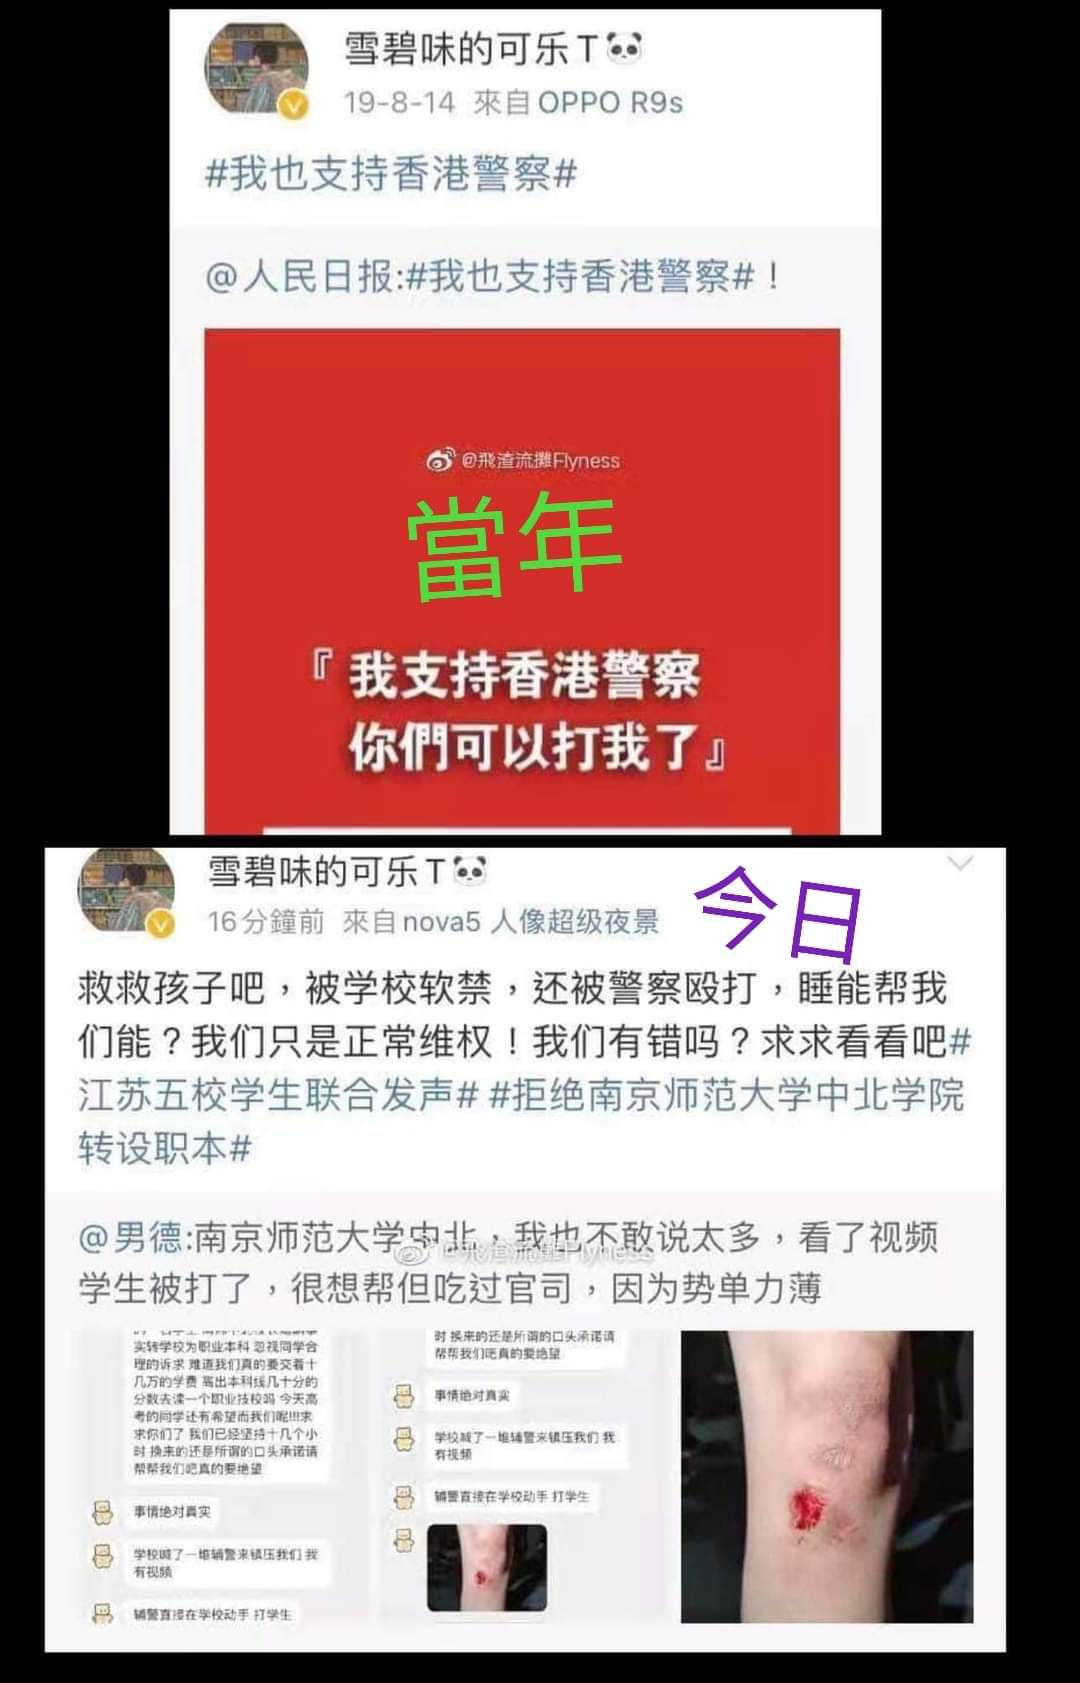 雪碧味的可乐T🐼
19-8-14 來自 OPPO R9s
#我也支持香港警察#
@人民日报:#我也支持香港警察#！
@飛渣流攤Flyness
當年
『我支持香港警察
你們可以打我了』
雪碧味的可乐T🐼
今日
16分鐘前 來自 nova5 人像超级夜景
救救孩子吧，被学校软禁，还被警察殴打，睡能帮我
们能？我们只是正常维权！我们有错吗？求求看看吧#
江苏五校学生联合发声# #拒绝南京师范大学中北学院
转设职本#
@男德:南京师范大学中北，我也不敢说太多，看了视频
学生被打了，很想帮但吃过官司，因为势单力薄
@飛渣流攤Flyness
实转学校为职业本科 忽视同学合
理的诉求 难道我们真的要交着十
几万的学费 高出本科线几十分的
分数去读一个职业技校吗 今天高
考的同学还有希望而我们呢!!!求
求你们了 我们已经坚持十几个小
时 换来的还是所谓的口头承诺请
帮帮我们吧真的要绝望
事情绝对真实
学校喊了一堆辅警来镇压我们 我
有视频
辅警直接在学校动手 打学生
时 换来的还是所谓的口头承诺请
帮帮我们吧真的要绝望
事情绝对真实
学校喊了一堆辅警来镇压我们 我
有视频
辅警直接在学校动手 打学生